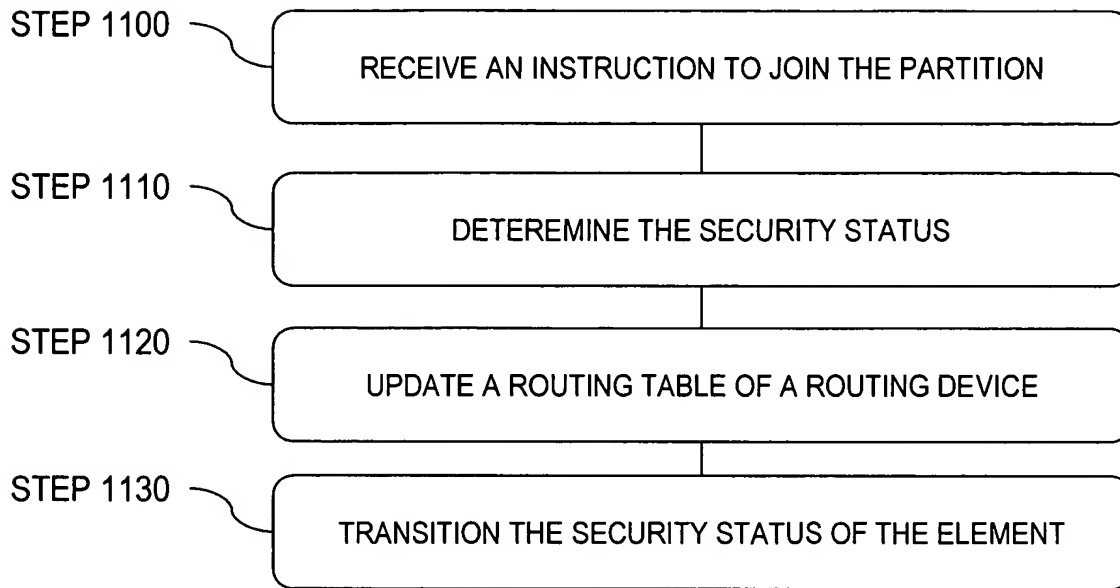 STEP 1100
RECEIVE AN INSTRUCTION TO JOIN THE PARTITION
STEP 1110
DETEREMINE THE SECURITY STATUS
STEP 1120
UPDATE A ROUTING TABLE OF A ROUTING DEVICE
STEP 1130
TRANSITION THE SECURITY STATUS OF THE ELEMENT